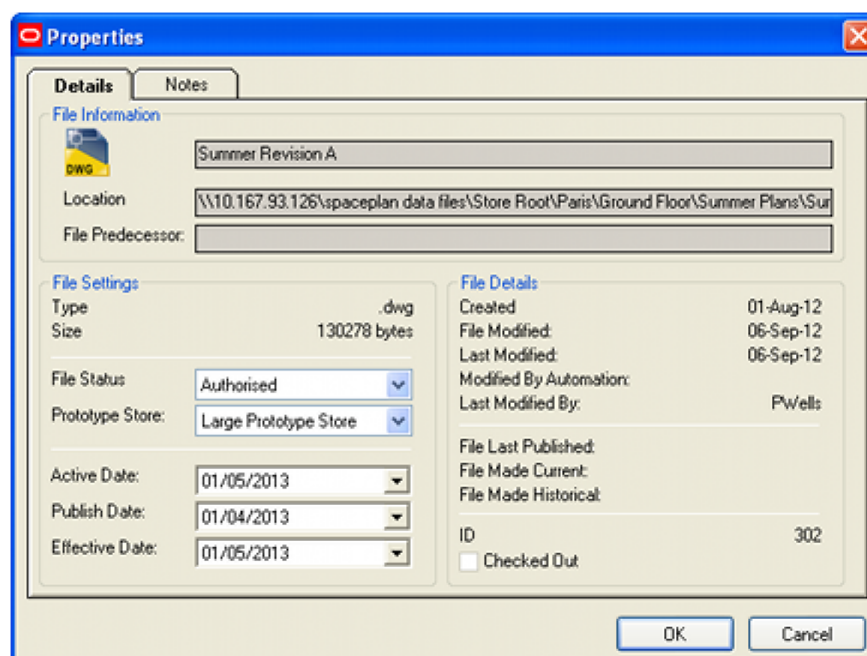 Properties
Details Notes
File Information
DWG
Summer Revision A
Location \\10.167.93.126\spaceplan data files\Store Root\Paris\Ground Floor\Summer Plans\Sur
File Predecessor:
File Settings
Type .dwg
Size 130278 bytes
File Status Authorised
Prototype Store: Large Prototype Store
Active Date: 01/05/2013
Publish Date: 01/04/2013
Effective Date: 01/05/2013
File Details
Created 01-Aug-12
File Modified: 06-Sep-12
Last Modified: 06-Sep-12
Modified By Automation:
Last Modified By: PWells
File Last Published:
File Made Current:
File Made Historical:
ID 302
Checked Out
OK Cancel